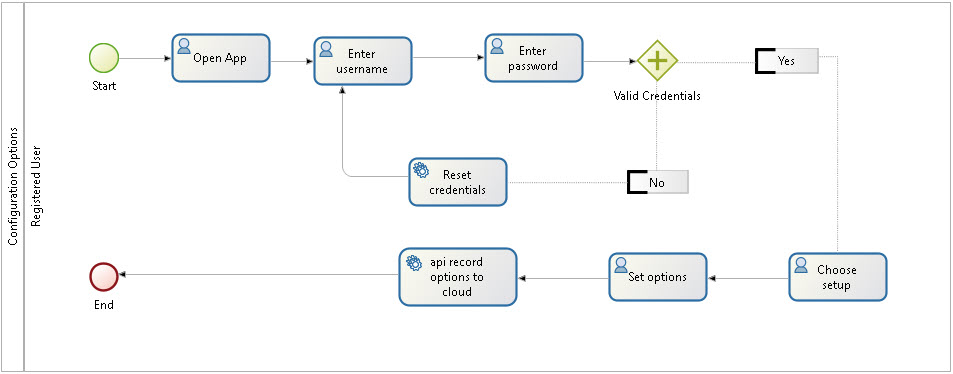 Configuration Options
Registered User
Start
Open App
Enter
username
Enter
password
Valid Credentials
Yes
Reset
credentials
No
End
api record
options to
cloud
Set options
Choose
setup